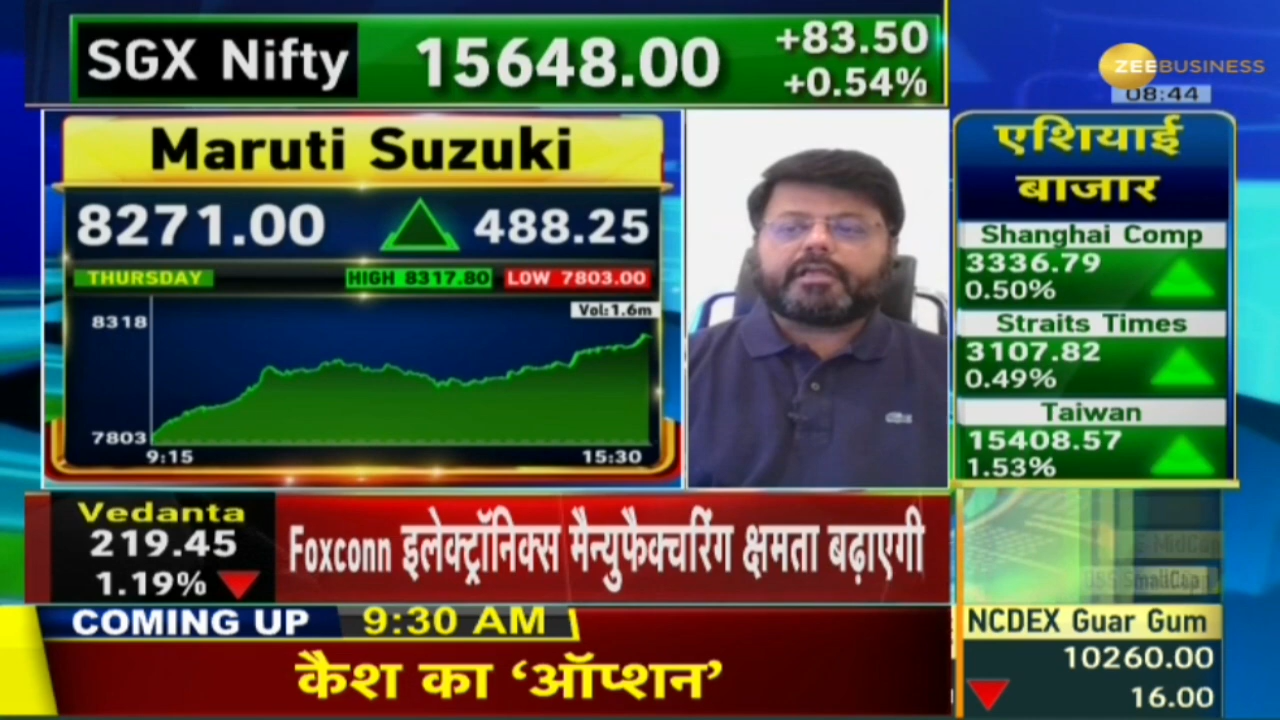 SGX Nifty 15648.00 +83.50
+0.54%
ZEEBUSINESS
08:44
Maruti Suzuki
8271.00 488.25
THURSDAY HIGH 8317.80 LOW 7803.00
Vol:1.6m
8318
7803
9:15 15:30
एशियाई
बाजार
Shanghai Comp
3336.79
0.50%
Straits Times
3107.82
0.49%
Taiwan
15408.57
1.53%
Vedanta
219.45
1.19%
Foxconn इलेक्ट्रॉनिक्स मैन्युफैक्चरिंग क्षमता बढ़ाएगी
COMING UP 9:30 AM
कैश का ‘ऑप्शन’
MidCap
SmallCap
NCDEX Guar Gum
10260.00
16.00